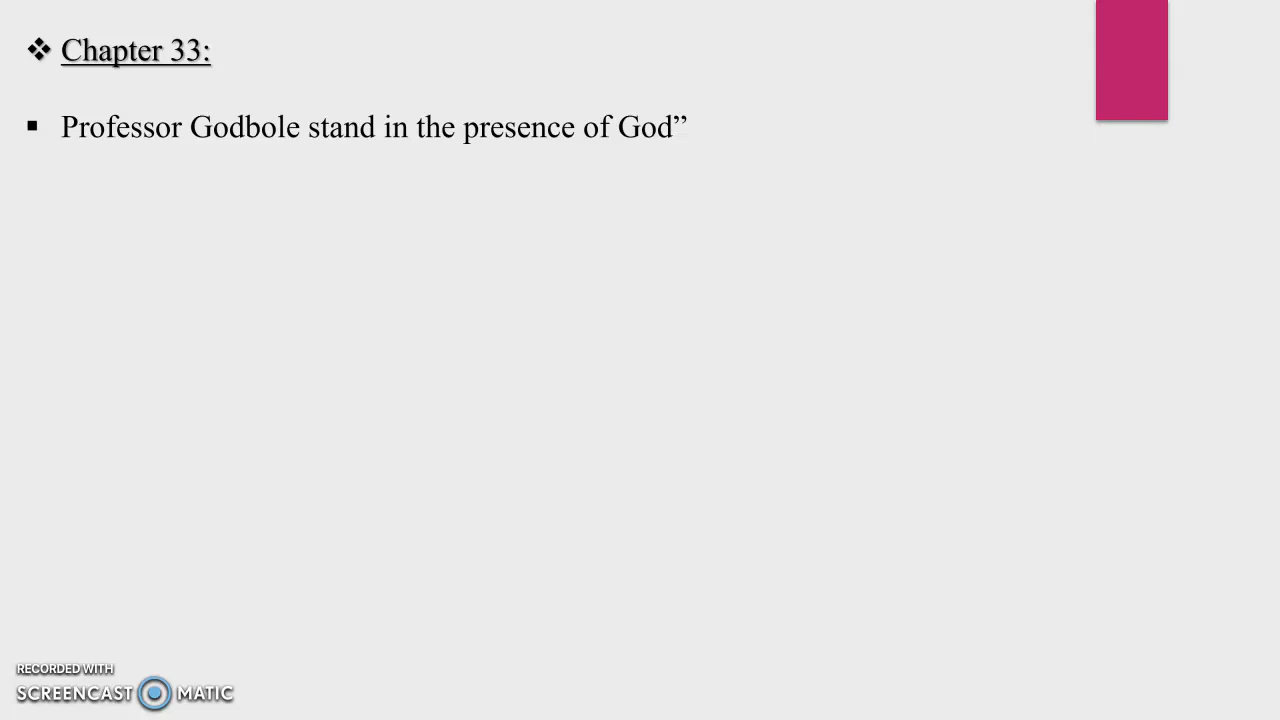 ❖ Chapter 33:
▪ Professor Godbole stand in the presence of God”
RECORDED WITH
SCREENCAST MATIC